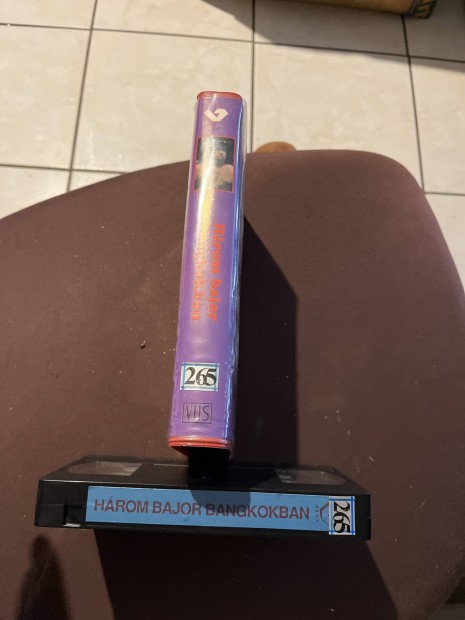 Három bajor
Bangkokban
265
VHS
HÁROM BAJOR BANGKOKBAN
265